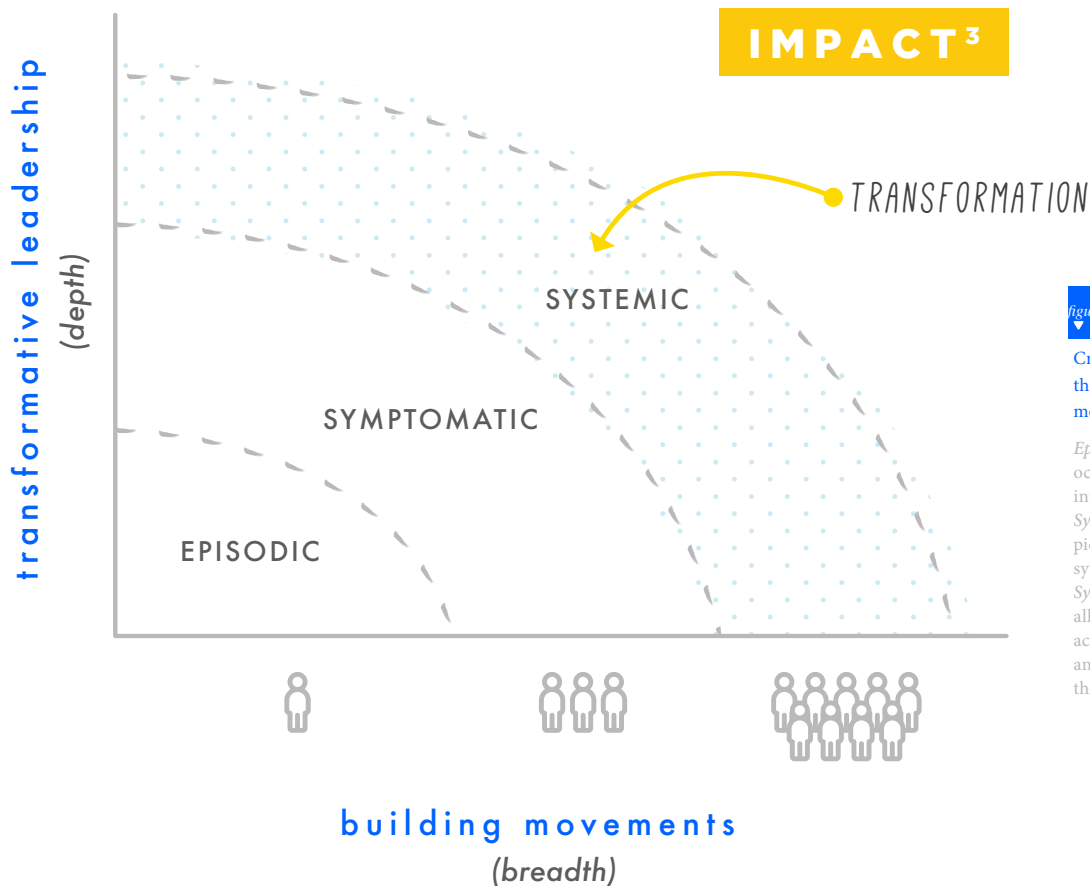 IMPACT³
transformative leadership
(depth)
TRANSFORMATION
SYSTEMIC
SYMPTOMATIC
EPISODIC
building movements
(breadth)